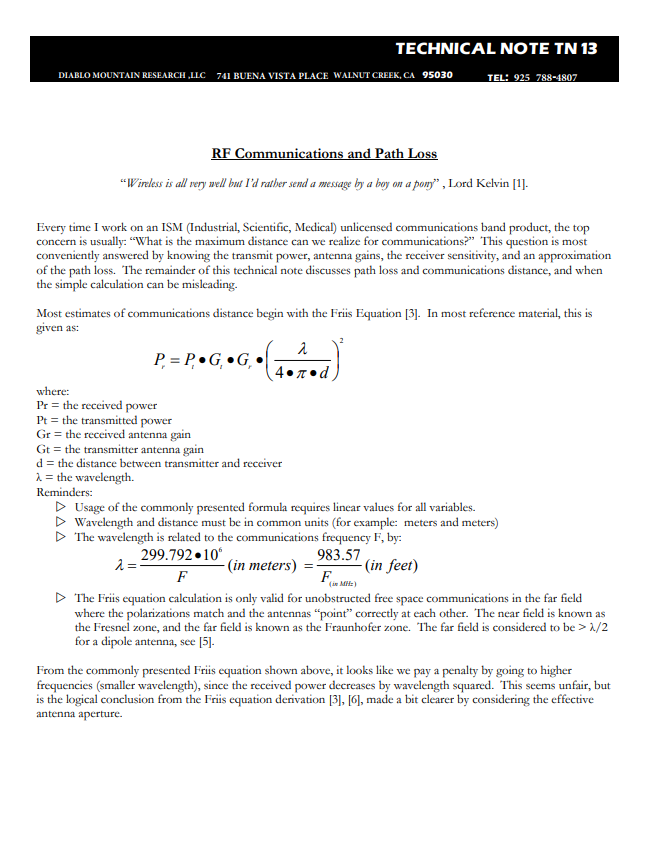 TECHNICAL NOTE TN 13
DIABLO MOUNTAIN RESEARCH ,LLC 741 BUENA VISTA PLACE WALNUT CREEK, CA 95030 TEL: 925 788-4807
RF Communications and Path Loss
“Wireless is all very well but I’d rather send a message by a boy on a pony” , Lord Kelvin [1].
Every time I work on an ISM (Industrial, Scientific, Medical) unlicensed communications band product, the top
concern is usually: “What is the maximum distance can we realize for communications?” This question is most
conveniently answered by knowing the transmit power, antenna gains, the receiver sensitivity, and an approximation
of the path loss. The remainder of this technical note discusses path loss and communications distance, and when
the simple calculation can be misleading.
Most estimates of communications distance begin with the Friis Equation [3]. In most reference material, this is
given as:
P_r = P_t • G_t • G_r • (λ / (4 • π • d))^2
where:
Pr = the received power
Pt = the transmitted power
Gr = the received antenna gain
Gt = the transmitter antenna gain
d = the distance between transmitter and receiver
λ = the wavelength.
Reminders:
▷ Usage of the commonly presented formula requires linear values for all variables.
▷ Wavelength and distance must be in common units (for example: meters and meters)
▷ The wavelength is related to the communications frequency F, by:
λ = 299.792 • 10^6 / F (in meters) = 983.57 / F_(in MHz) (in feet)
▷ The Friis equation calculation is only valid for unobstructed free space communications in the far field
where the polarizations match and the antennas “point” correctly at each other. The near field is known as
the Fresnel zone, and the far field is known as the Fraunhofer zone. The far field is considered to be > λ/2
for a dipole antenna, see [5].
From the commonly presented Friis equation shown above, it looks like we pay a penalty by going to higher
frequencies (smaller wavelength), since the received power decreases by wavelength squared. This seems unfair, but
is the logical conclusion from the Friis equation derivation [3], [6], made a bit clearer by considering the effective
antenna aperture.